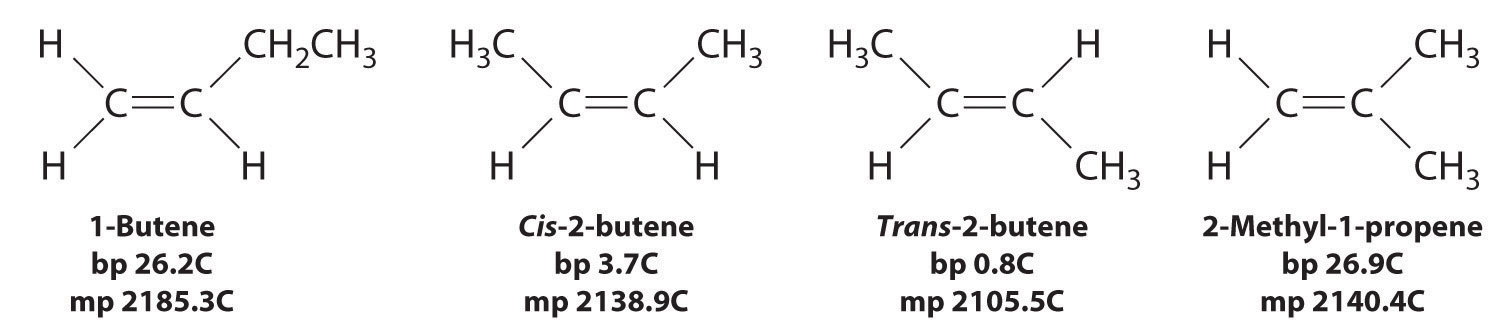 H CH₂CH₃
C=C
H H
1-Butene
bp 26.2C
mp 2185.3C
H₃C CH₃
C=C
H H
Cis-2-butene
bp 3.7C
mp 2138.9C
H₃C H
C=C
H CH₃
Trans-2-butene
bp 0.8C
mp 2105.5C
H CH₃
C=C
H CH₃
2-Methyl-1-propene
bp 26.9C
mp 2140.4C